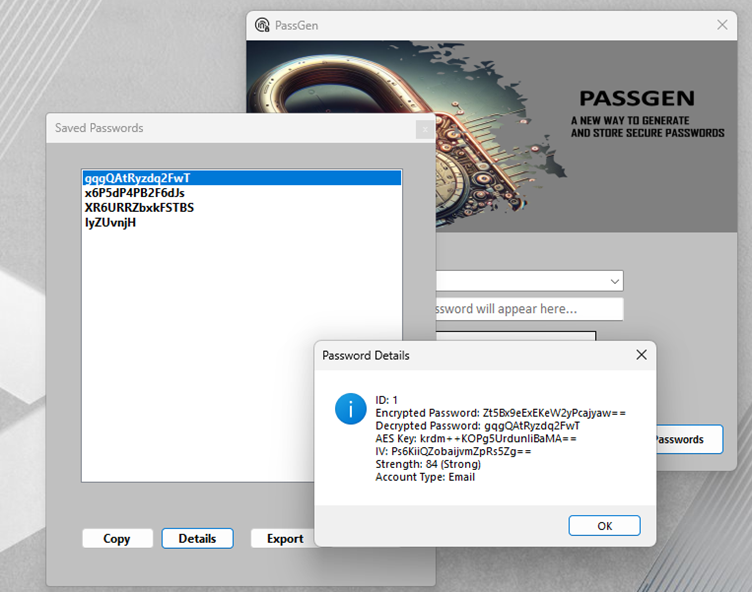 PassGen
PASSGEN
A NEW WAY TO GENERATE
AND STORE SECURE PASSWORDS
Saved Passwords
x
gqgQAtRyzdq2FwT
x6P5dP4PB2F6dJs
XR6URRZbxkFSTBS
IyZUvnjH
ssword will appear here...
Password Details
ID: 1
Encrypted Password: Zt5Bx9eExEKeW2yPcajyaw==
Decrypted Password: gqgQAtRyzdq2FwT
AES Key: krdm++KOPg5UrdunIiBaMA==
IV: Ps6KiiQZobaijvmZpRs5Zg==
Strength: 84 (Strong)
Account Type: Email
Passwords
OK
Copy
Details
Export